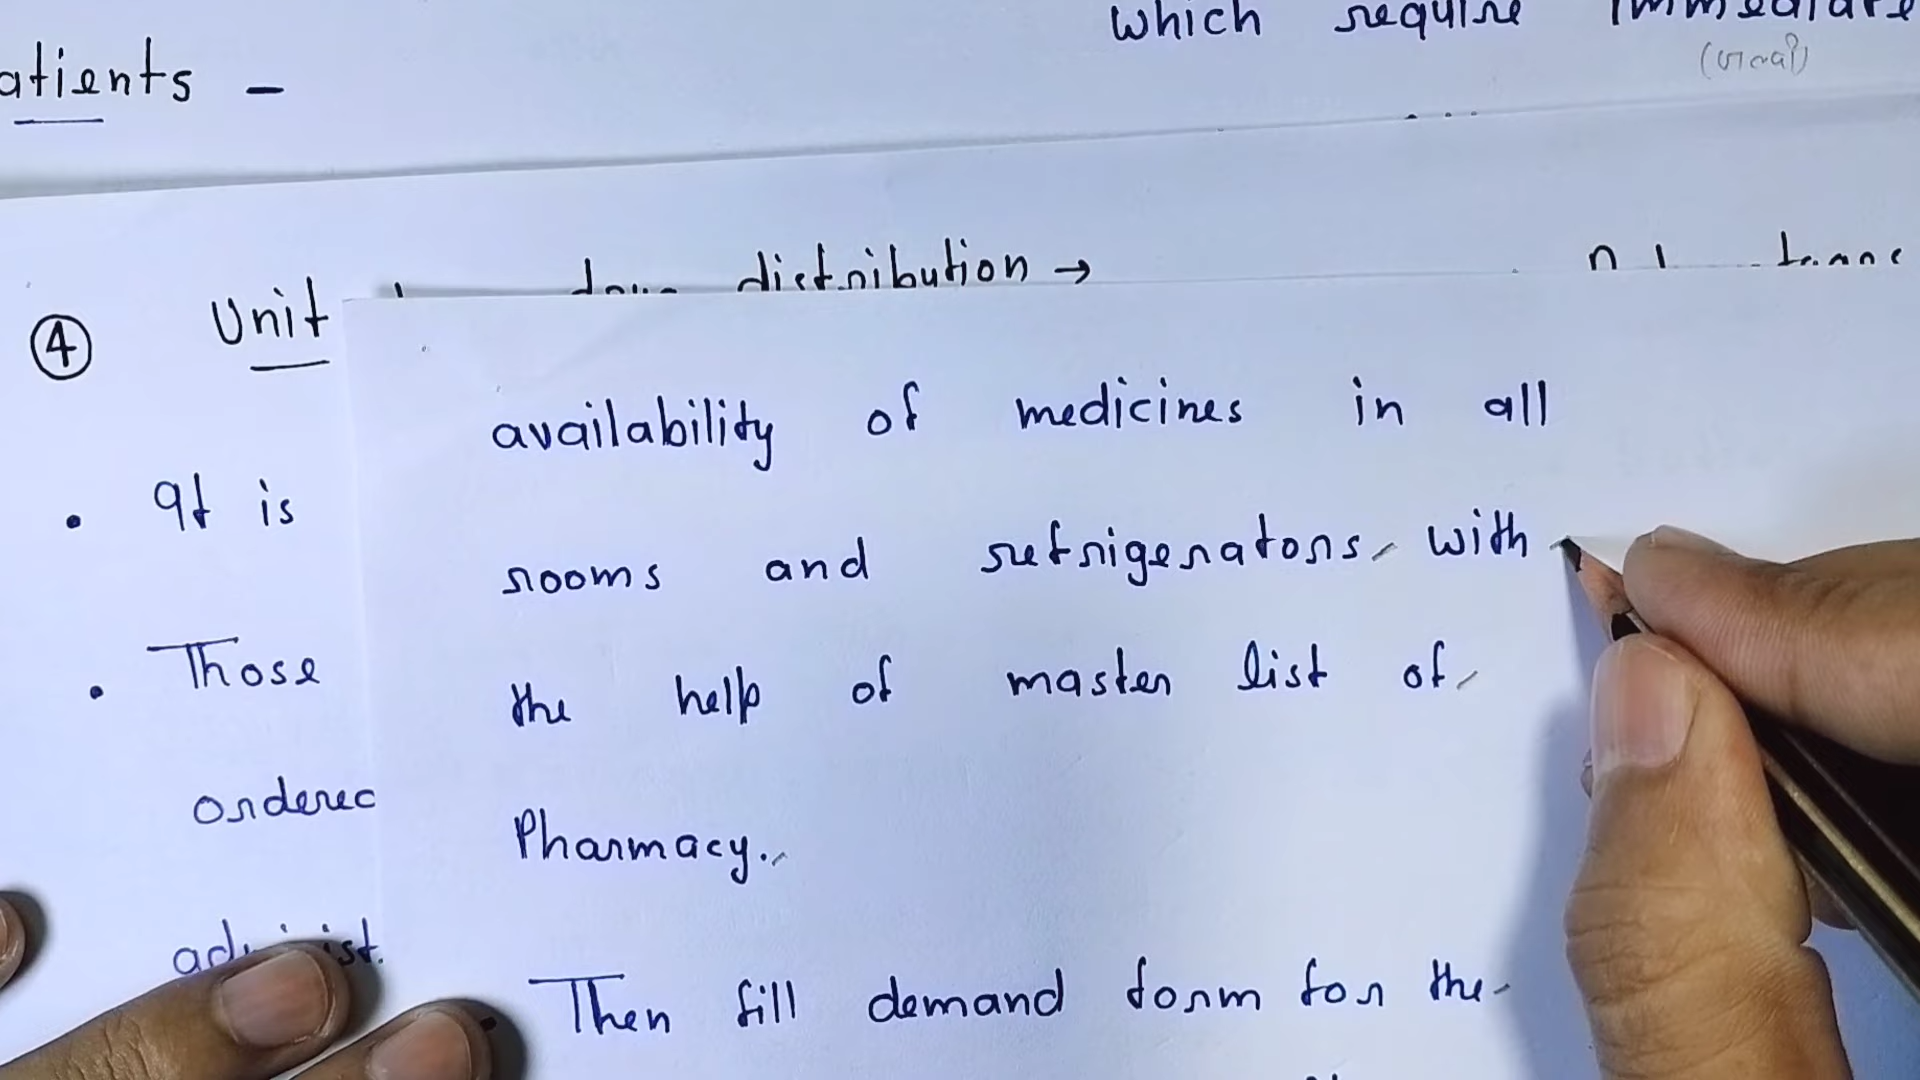 which require
atients -
④ Unit distribution →
availability of medicines in all
• It is
rooms and refrigerators with
• Those
the help of master list of
ordered
Pharmacy.
Then fill demand form for the